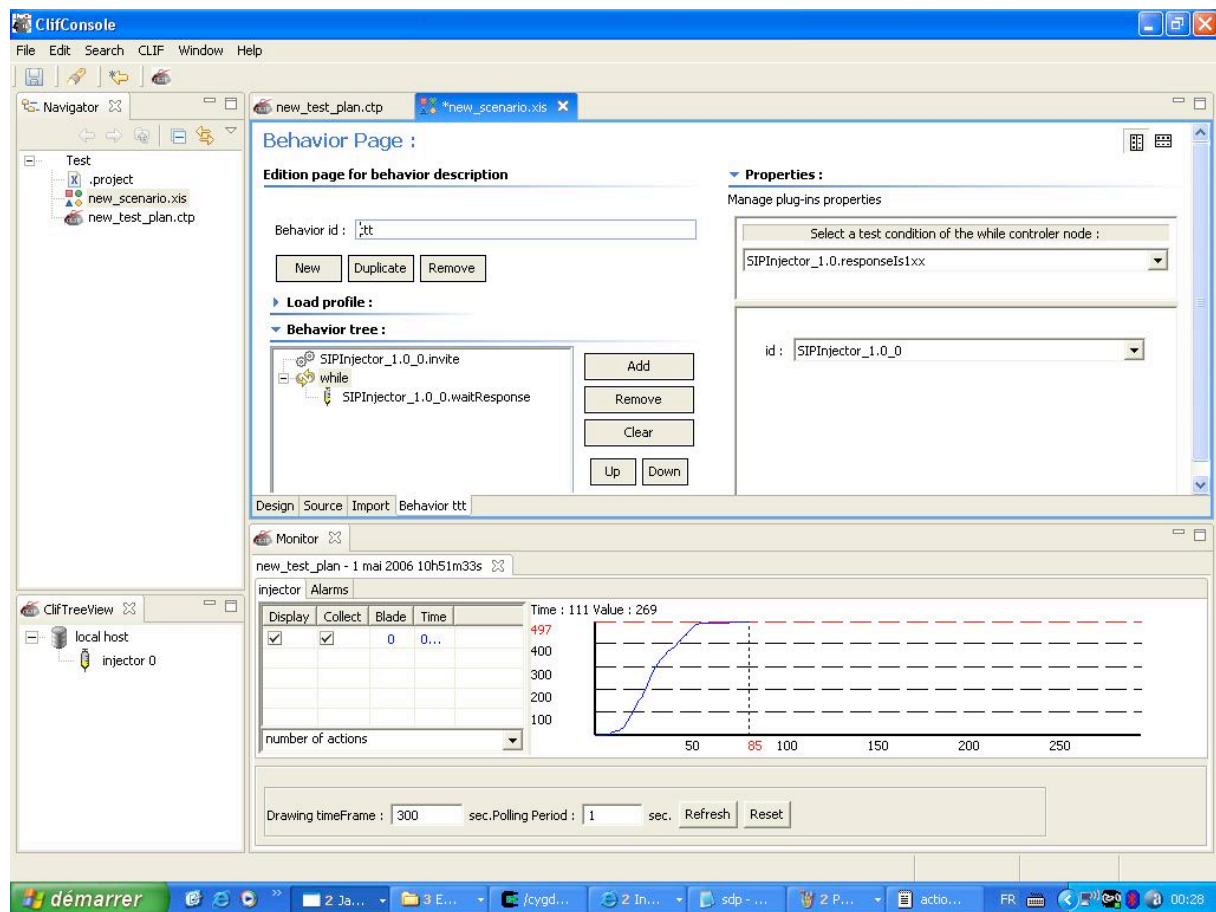 ClifConsole
File Edit Search CLIF Window Help
Navigator
new_test_plan.ctp
*new_scenario.xis
Test
.project
new_scenario.xis
new_test_plan.ctp
Behavior Page :
Edition page for behavior description
Behavior id :
New Duplicate Remove
Load profile :
Behavior tree :
SIPInjector_1.0_0.invite
while
SIPInjector_1.0_0.waitResponse
Add
Remove
Clear
Up Down
Properties :
Manage plug-ins properties
Select a test condition of the while controler node :
SIPInjector_1.0.responseIs1xx
id : SIPInjector_1.0_0
Design Source Import Behavior ttt
ClifTreeView
local host
injector 0
Monitor
new_test_plan - 1 mai 2006 10h51m33s
injector Alarms
Display Collect Blade Time
0 0...
number of actions
Time : 111 Value : 269
497
400
300
200
100
50 85 100 150 200 250
Drawing timeFrame : 300 sec.Polling Period : 1 sec. Refresh Reset
démarrer
2 Ja...
3 E...
/cygd...
2 In...
sdp - ...
2 P...
actio...
FR
00:28